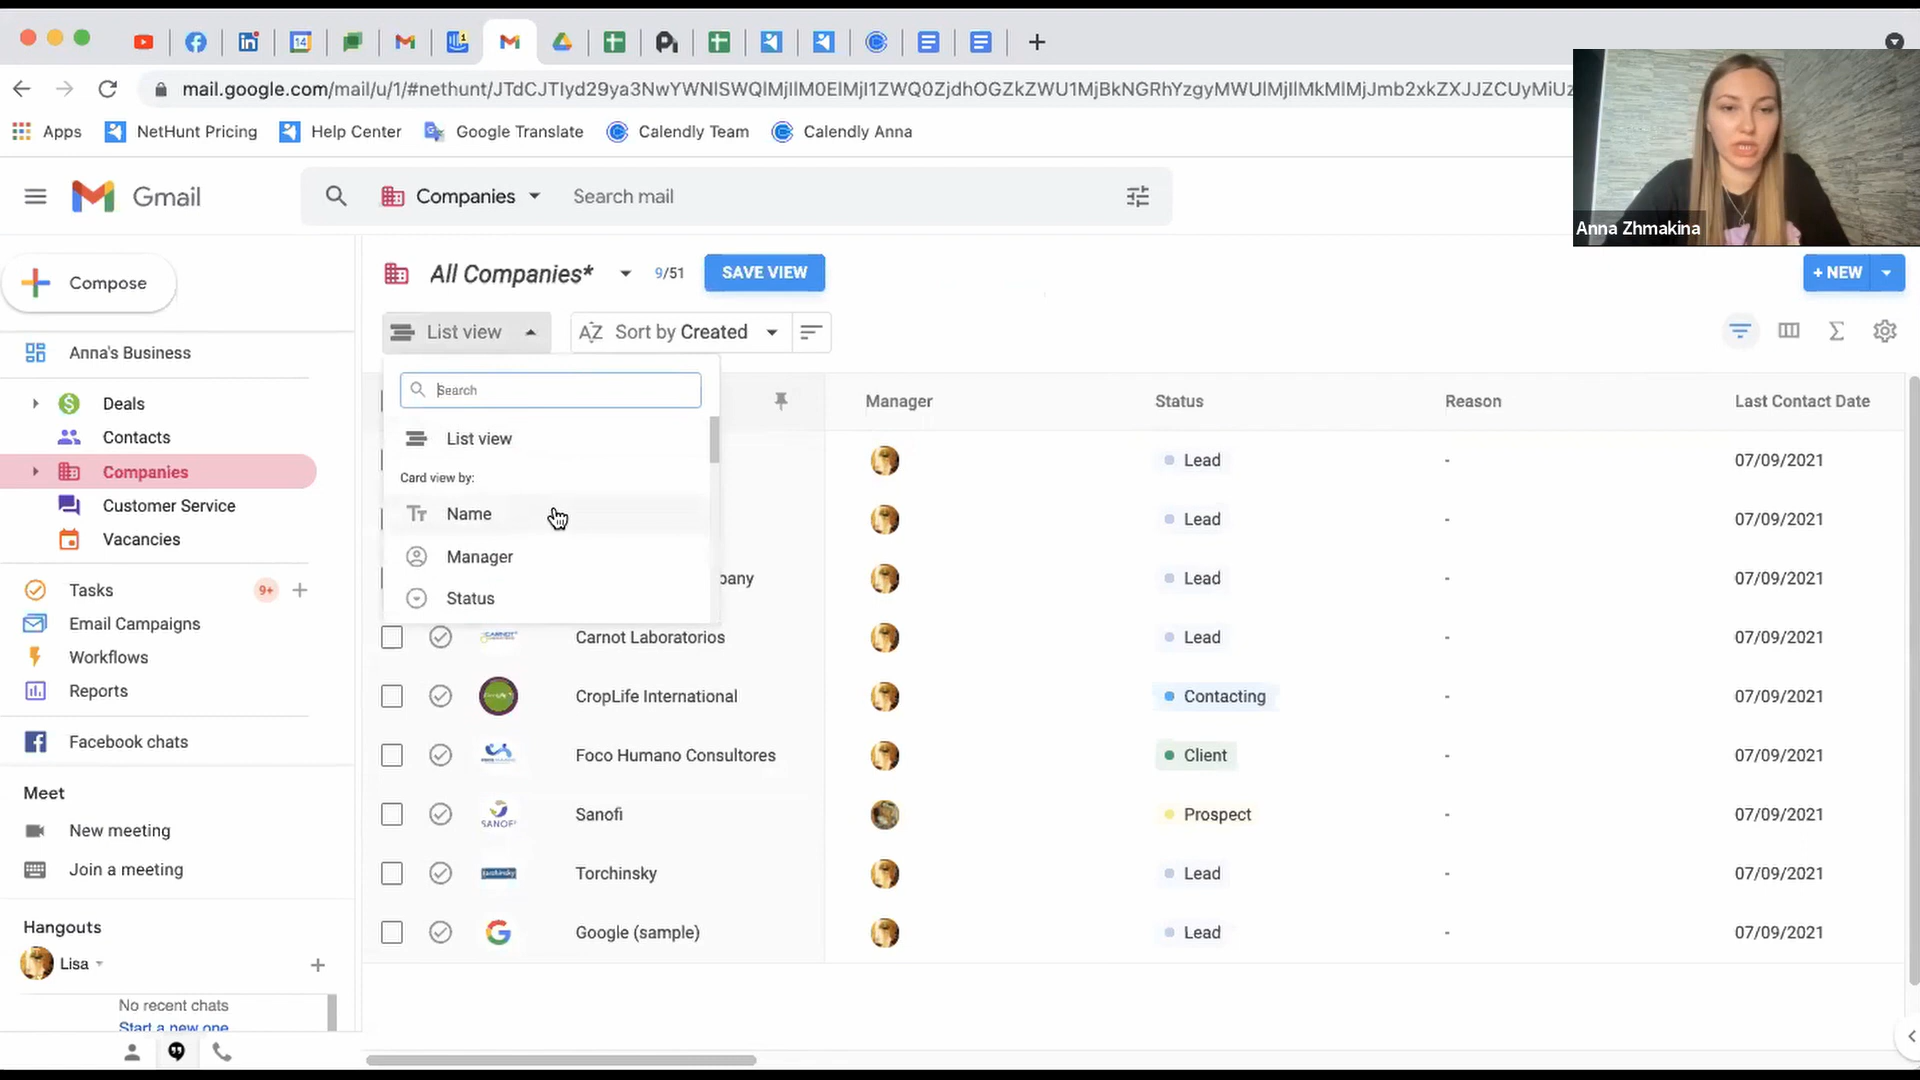 14
1
mail.google.com/mail/u/1/#nethunt/
Apps
NetHunt Pricing
Help Center
Google Translate
Calendly Team
Calendly Anna
Gmail
Companies
Search mail
Anna Zhmakina
Compose
All Companies*
9/51
SAVE VIEW
+ NEW
List view
Sort by Created
Anna's Business
Deals
Contacts
Companies
Customer Service
Vacancies
Tasks
9+
Email Campaigns
Workflows
Reports
Facebook chats
Meet
New meeting
Join a meeting
Hangouts
Lisa
No recent chats
Start a new one
Search
List view
Card view by:
Name
Manager
Status
Manager
Status
Reason
Last Contact Date
Lead
-
07/09/2021
Lead
-
07/09/2021
pany
Lead
-
07/09/2021
Carnot Laboratorios
Lead
-
07/09/2021
CropLife International
Contacting
-
07/09/2021
Foco Humano Consultores
Client
-
07/09/2021
SANOFI
Sanofi
Prospect
-
07/09/2021
Torchinsky
Lead
-
07/09/2021
Google (sample)
Lead
-
07/09/2021